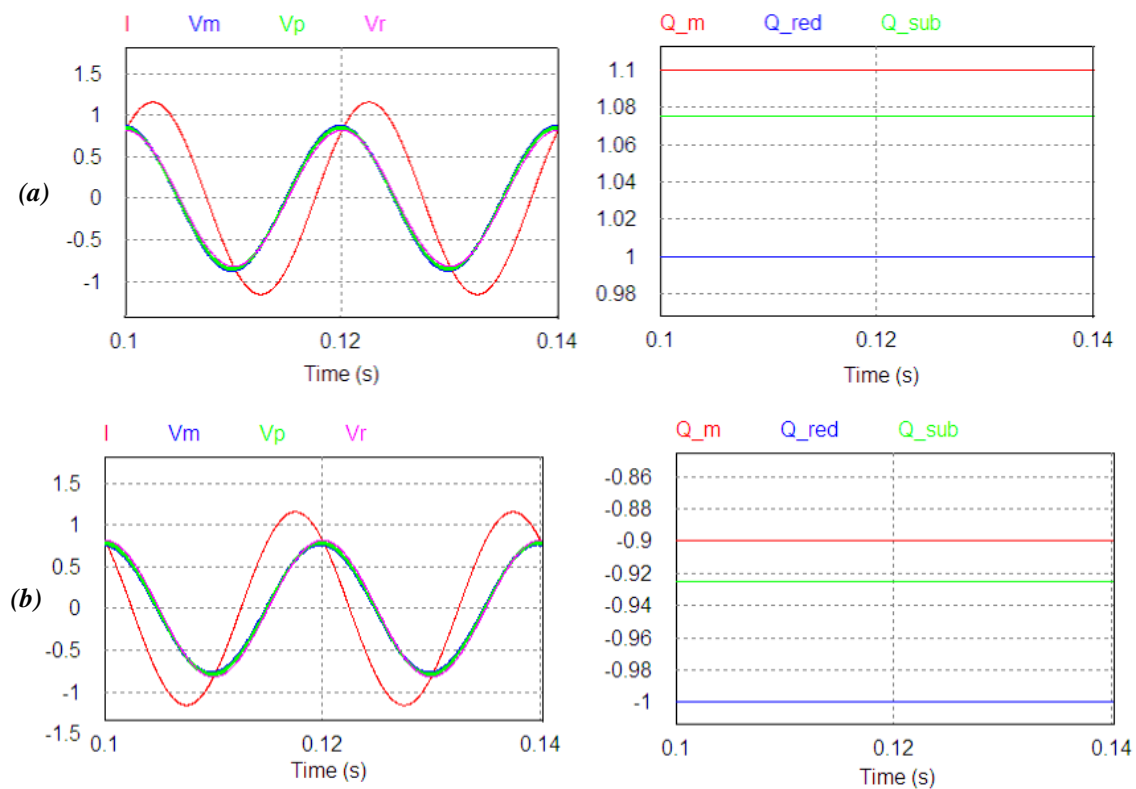 I Vm Vp Vr
1.5
1
0.5
0
-0.5
-1
0.1 0.12 0.14
Time (s)
(a)
Q_m Q_red Q_sub
1.1
1.08
1.06
1.04
1.02
1
0.98
0.1 0.12 0.14
Time (s)
I Vm Vp Vr
1.5
1
0.5
0
-0.5
-1
-1.5
0.1 0.12 0.14
Time (s)
(b)
Q_m Q_red Q_sub
-0.86
-0.88
-0.9
-0.92
-0.94
-0.96
-0.98
-1
0.1 0.12 0.14
Time (s)